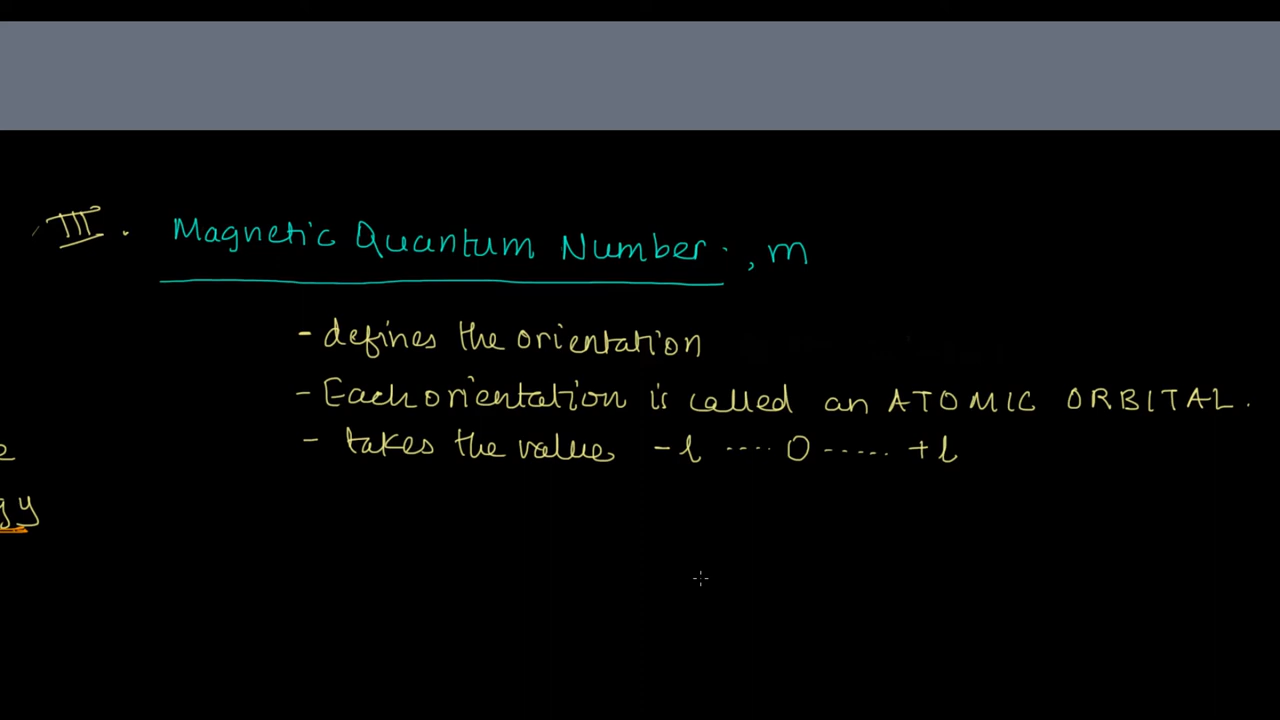 III. Magnetic Quantum Number., m
- defines the orientation
- Each orientation is called an ATOMIC ORBITAL.
- takes the value -l ···· 0 ····· +l